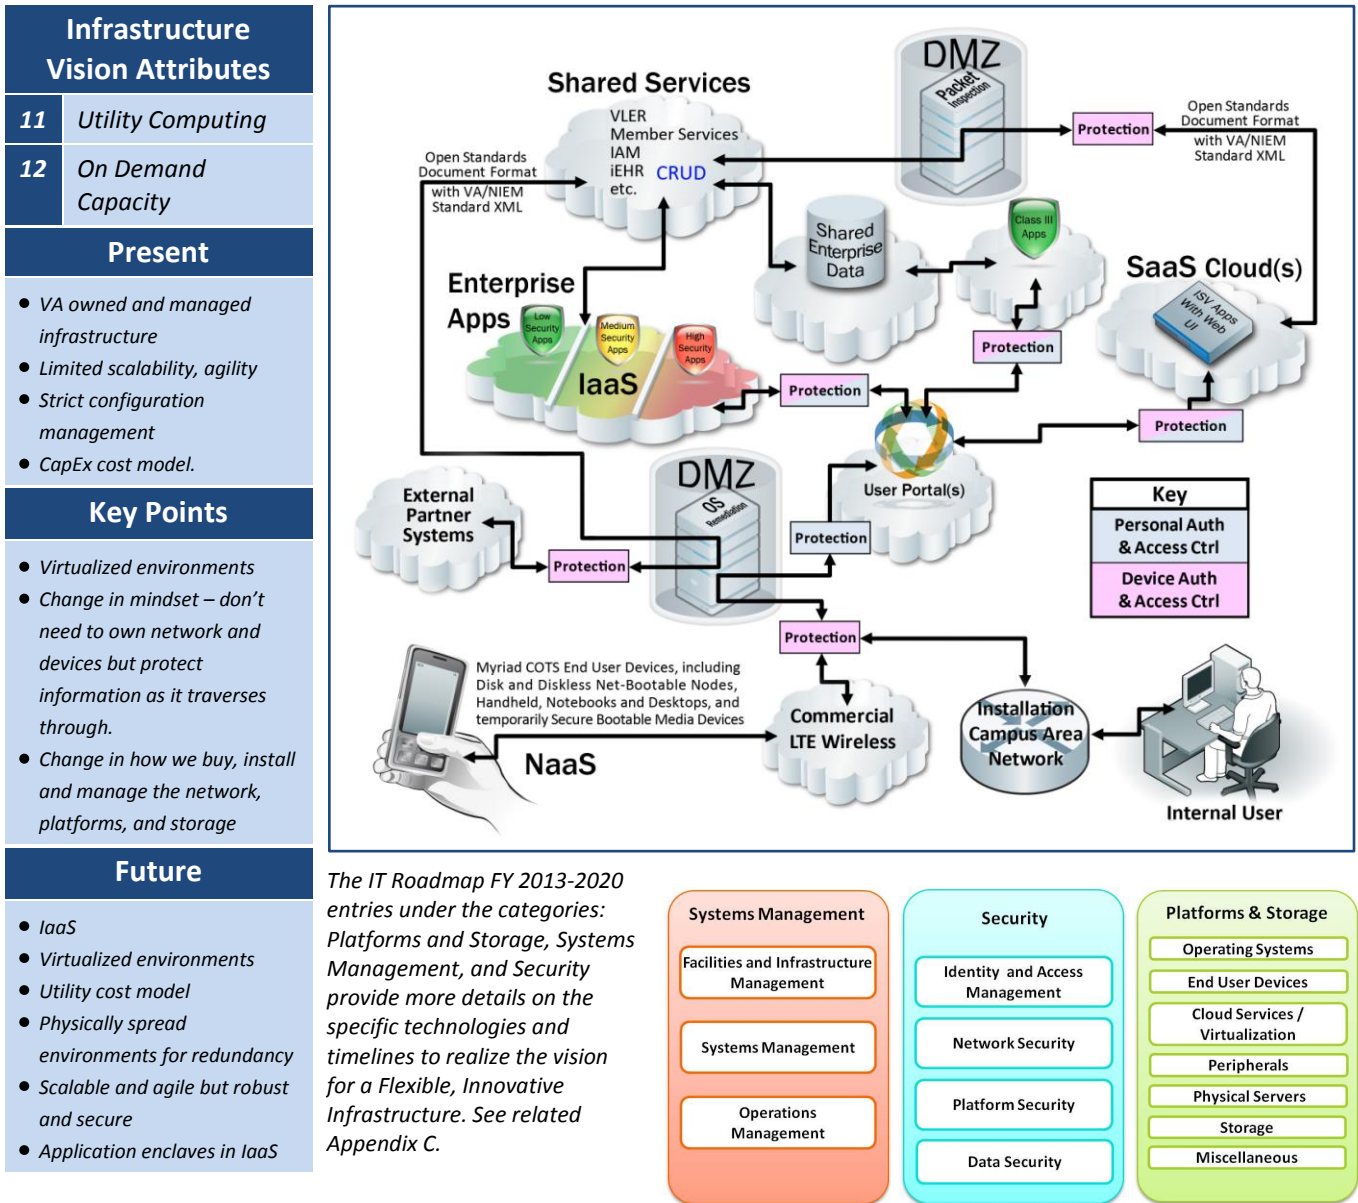 Infrastructure
Vision Attributes
11 Utility Computing
12 On Demand
Capacity
Present
• VA owned and managed
infrastructure
• Limited scalability, agility
• Strict configuration
management
• CapEx cost model.
Key Points
• Virtualized environments
• Change in mindset – don't
need to own network and
devices but protect
information as it traverses
through.
• Change in how we buy, install
and manage the network,
platforms, and storage
Future
• IaaS
• Virtualized environments
• Utility cost model
• Physically spread
environments for redundancy
• Scalable and agile but robust
and secure
• Application enclaves in IaaS
DMZ
Packet
Inspection
Shared Services
VLER
Member Services
IAM
iEHR
etc.
CRUD
Open Standards
Document Format
with VA/NIEM
Standard XML
Protection
Open Standards
Document Format
with VA/NIEM
Standard XML
Shared
Enterprise
Data
Class III
Apps
SaaS Cloud(s)
ISV Apps
With Web
UI
Enterprise
Apps
Low
Security
Apps
Medium
Security
Apps
High
Security
Apps
IaaS
Protection
Protection
Protection
User Portal(s)
DMZ
OS
Remediation
External
Partner
Systems
Protection
Protection
Key
Personal Auth
& Access Ctrl
Device Auth
& Access Ctrl
Protection
Myriad COTS End User Devices, including
Disk and Diskless Net-Bootable Nodes,
Handheld, Notebooks and Desktops, and
temporarily Secure Bootable Media Devices
NaaS
Commercial
LTE Wireless
Installation
Campus Area
Network
Internal User
The IT Roadmap FY 2013-2020
entries under the categories:
Platforms and Storage, Systems
Management, and Security
provide more details on the
specific technologies and
timelines to realize the vision
for a Flexible, Innovative
Infrastructure. See related
Appendix C.
Systems Management
Facilities and Infrastructure
Management
Systems Management
Operations
Management
Security
Identity and Access
Management
Network Security
Platform Security
Data Security
Platforms & Storage
Operating Systems
End User Devices
Cloud Services /
Virtualization
Peripherals
Physical Servers
Storage
Miscellaneous